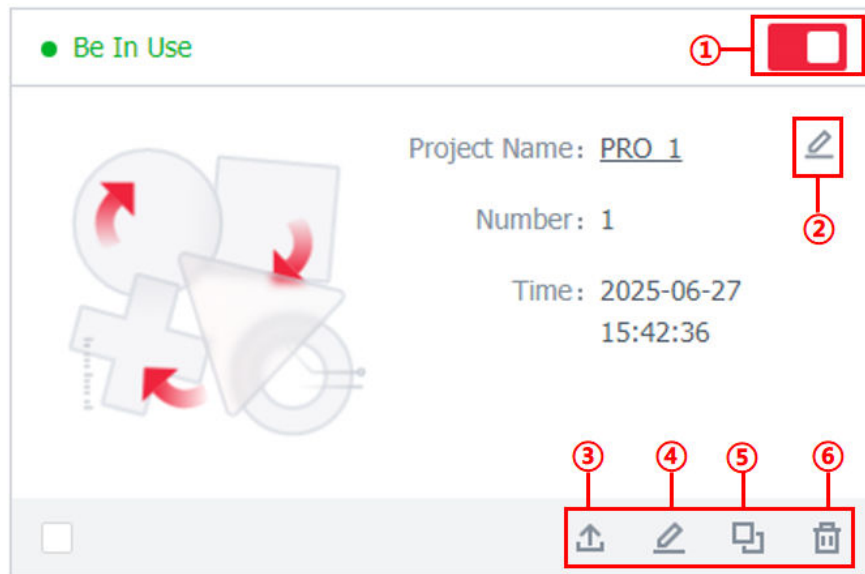 Be In Use
①
Project Name: PRO_1
②
Number: 1
Time: 2025-06-27
15:42:36
③ ④ ⑤ ⑥